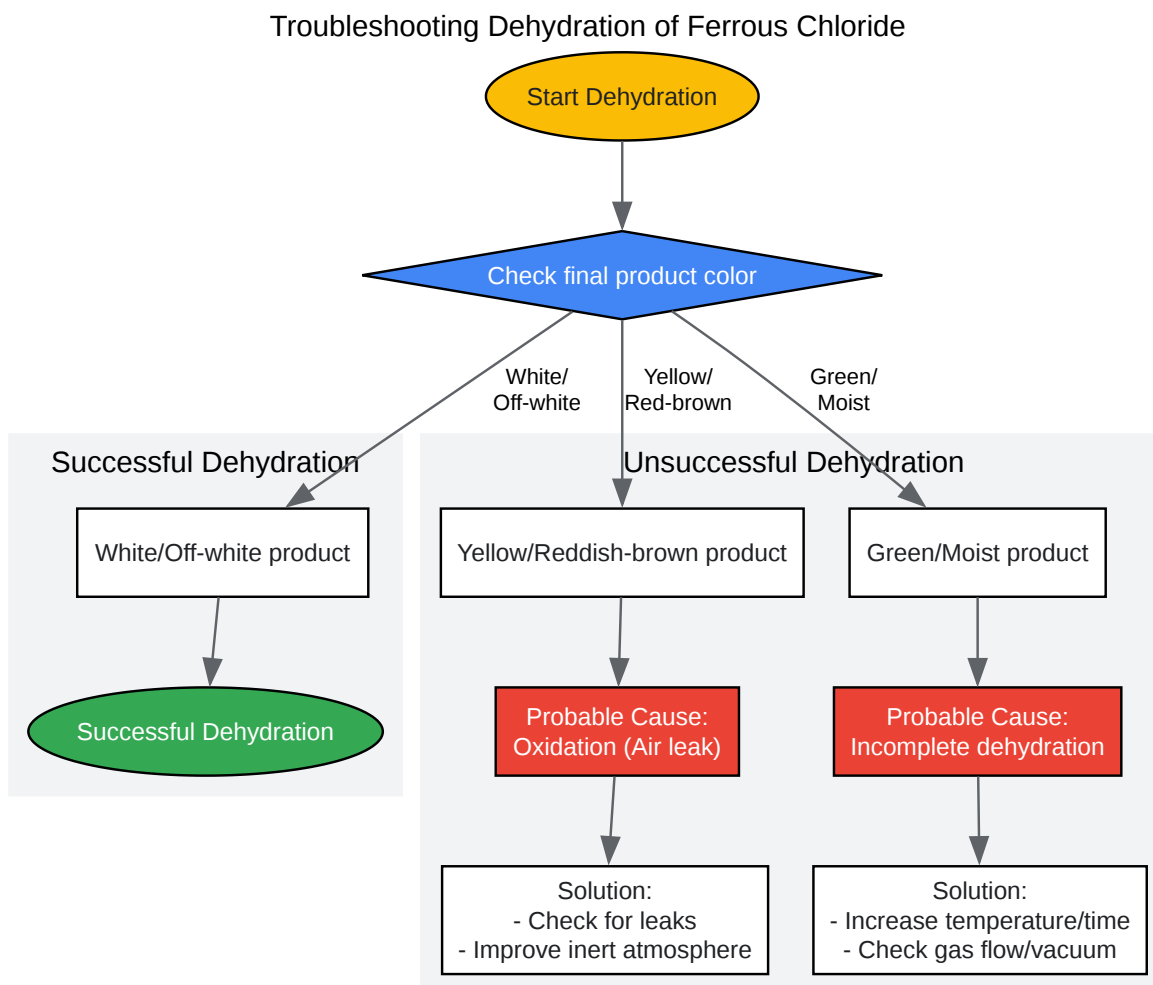 Troubleshooting Dehydration of Ferrous Chloride
Start Dehydration
Check final product color
White/
Off-white
Yellow/
Red-brown
Green/
Moist
Successful Dehydration
Unsuccessful Dehydration
White/Off-white product
Yellow/Reddish-brown product
Green/Moist product
Successful Dehydration
Probable Cause:
Oxidation (Air leak)
Probable Cause:
Incomplete dehydration
Solution:
- Check for leaks
- Improve inert atmosphere
Solution:
- Increase temperature/time
- Check gas flow/vacuum